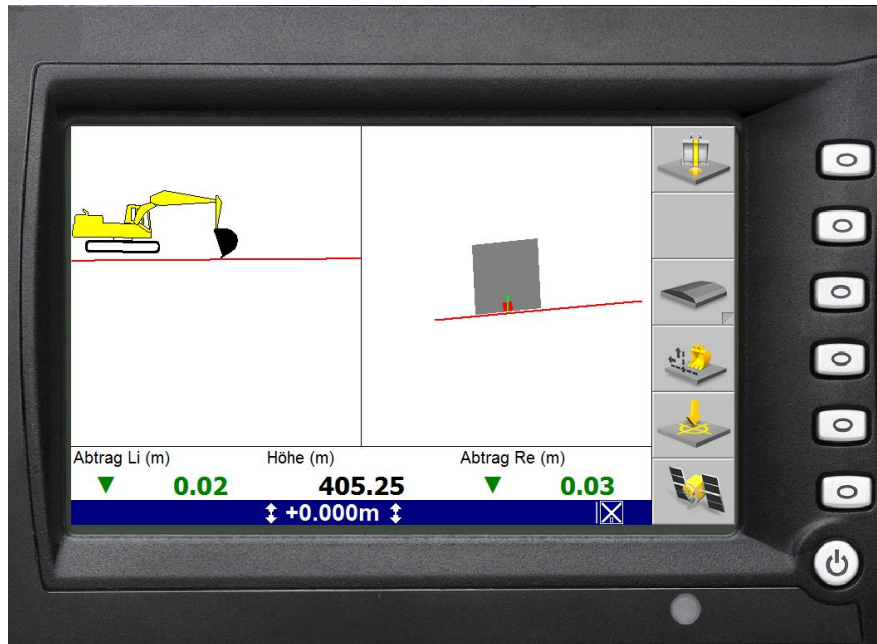 Abtrag Li (m) Höhe (m) Abtrag Re (m)
▼ 0.02 405.25 ▼ 0.03
↕ +0.000m ↕